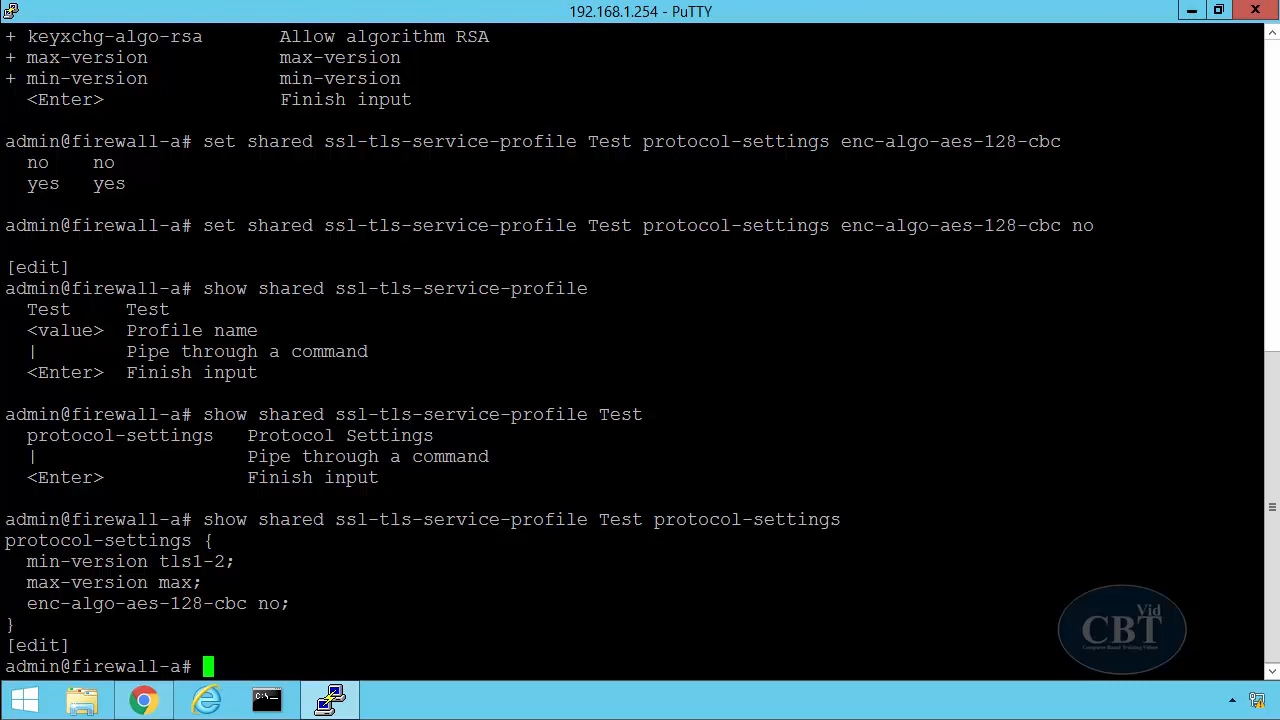 192.168.1.254 - PuTTY
+ keyxchg-algo-rsa       Allow algorithm RSA
+ max-version            max-version
+ min-version            min-version
  <Enter>                Finish input
admin@firewall-a# set shared ssl-tls-service-profile Test protocol-settings enc-algo-aes-128-cbc
  no    no
  yes   yes
admin@firewall-a# set shared ssl-tls-service-profile Test protocol-settings enc-algo-aes-128-cbc no
[edit]
admin@firewall-a# show shared ssl-tls-service-profile
  Test     Test
  <value>  Profile name
  |        Pipe through a command
  <Enter>  Finish input
admin@firewall-a# show shared ssl-tls-service-profile Test
  protocol-settings   Protocol Settings
  |                   Pipe through a command
  <Enter>             Finish input
admin@firewall-a# show shared ssl-tls-service-profile Test protocol-settings
protocol-settings {
  min-version tls1-2;
  max-version max;
  enc-algo-aes-128-cbc no;
}
[edit]
admin@firewall-a#
Vid
CBT
Computer Based Training Videos
C:\_